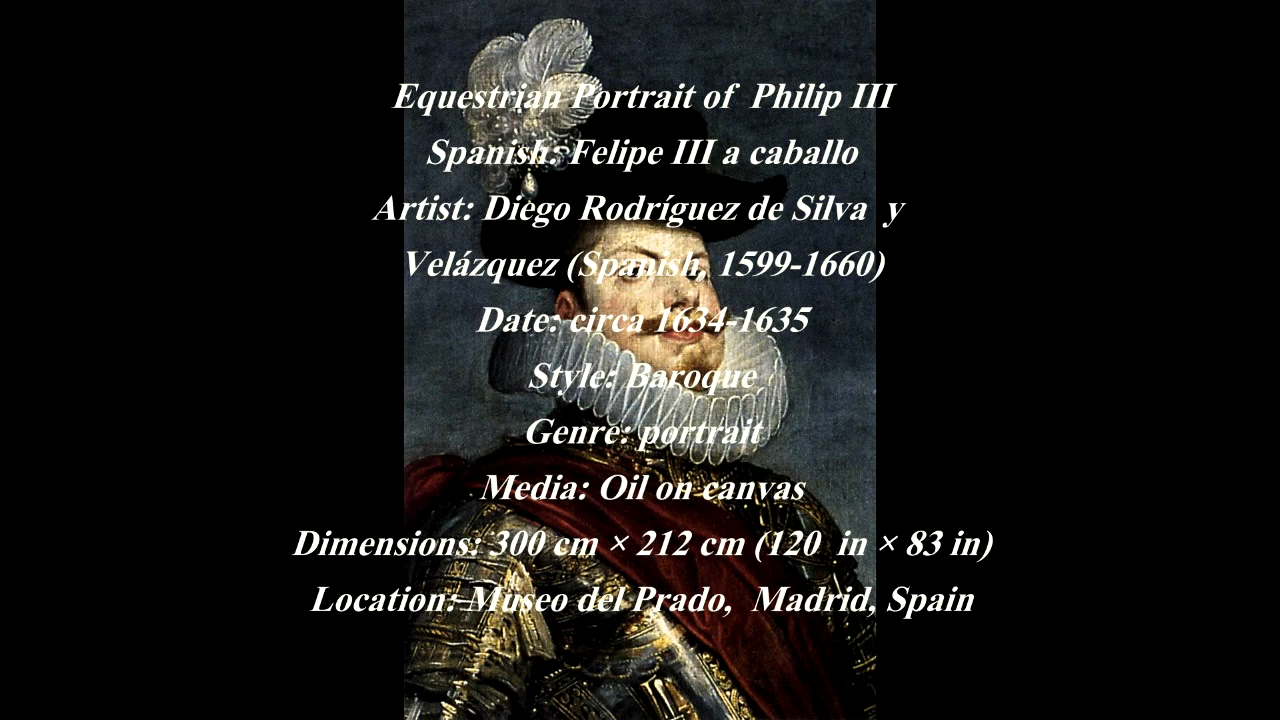 Equestrian Portrait of Philip III
Spanish: Felipe III a caballo
Artist: Diego Rodríguez de Silva y
Velázquez (Spanish, 1599-1660)
Date: circa 1634-1635
Style: Baroque
Genre: portrait
Media: Oil on canvas
Dimensions: 300 cm × 212 cm (120 in × 83 in)
Location: Museo del Prado, Madrid, Spain